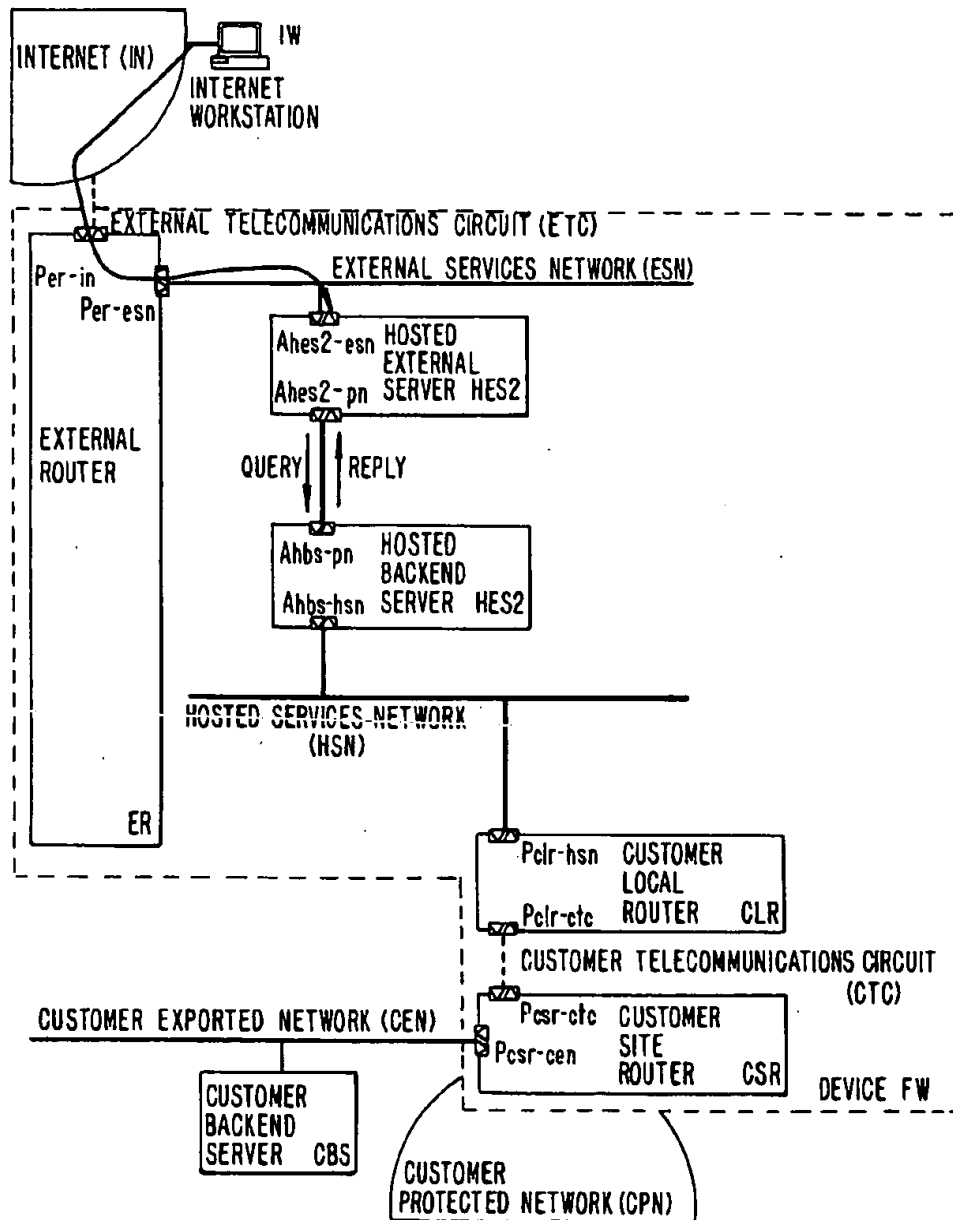 INTERNET (IN)
IW
INTERNET
WORKSTATION
EXTERNAL TELECOMMUNICATIONS CIRCUIT (ETC)
Per-in
EXTERNAL SERVICES NETWORK (ESN)
Per-esn
Ahes2-esn HOSTED
EXTERNAL
Ahes2-pn SERVER HES2
EXTERNAL
ROUTER
QUERY REPLY
Ahbs-pn HOSTED
BACKEND
Ahbs-hsn SERVER HES2
HOSTED SERVICES-NETWORK
(HSN)
ER
Pclr-hsn CUSTOMER
LOCAL
Pclr-ctc ROUTER CLR
CUSTOMER TELECOMMUNICATIONS CIRCUIT
(CTC)
CUSTOMER EXPORTED NETWORK (CEN)
Pcsr-ctc CUSTOMER
Pcsr-cen SITE
ROUTER CSR
DEVICE FW
CUSTOMER
BACKEND
SERVER CBS
CUSTOMER
PROTECTED NETWORK (CPN)